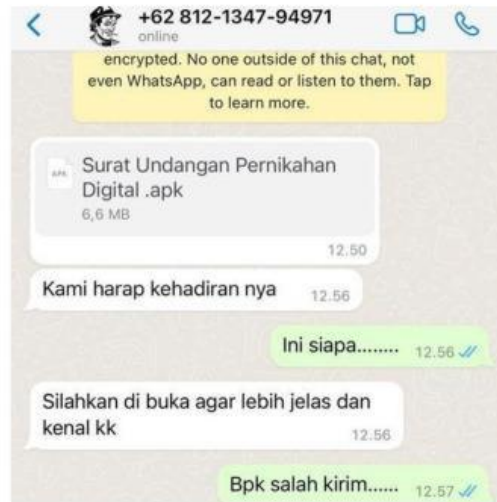 +62 812-1347-94971
online
encrypted. No one outside of this chat, not
even WhatsApp, can read or listen to them. Tap
to learn more.
APK
Surat Undangan Pernikahan
Digital .apk
6,6 MB
12.50
Kami harap kehadiran nya 12.56
Ini siapa........ 12.56
Silahkan di buka agar lebih jelas dan
kenal kk
12.56
Bpk salah kirim...... 12.57